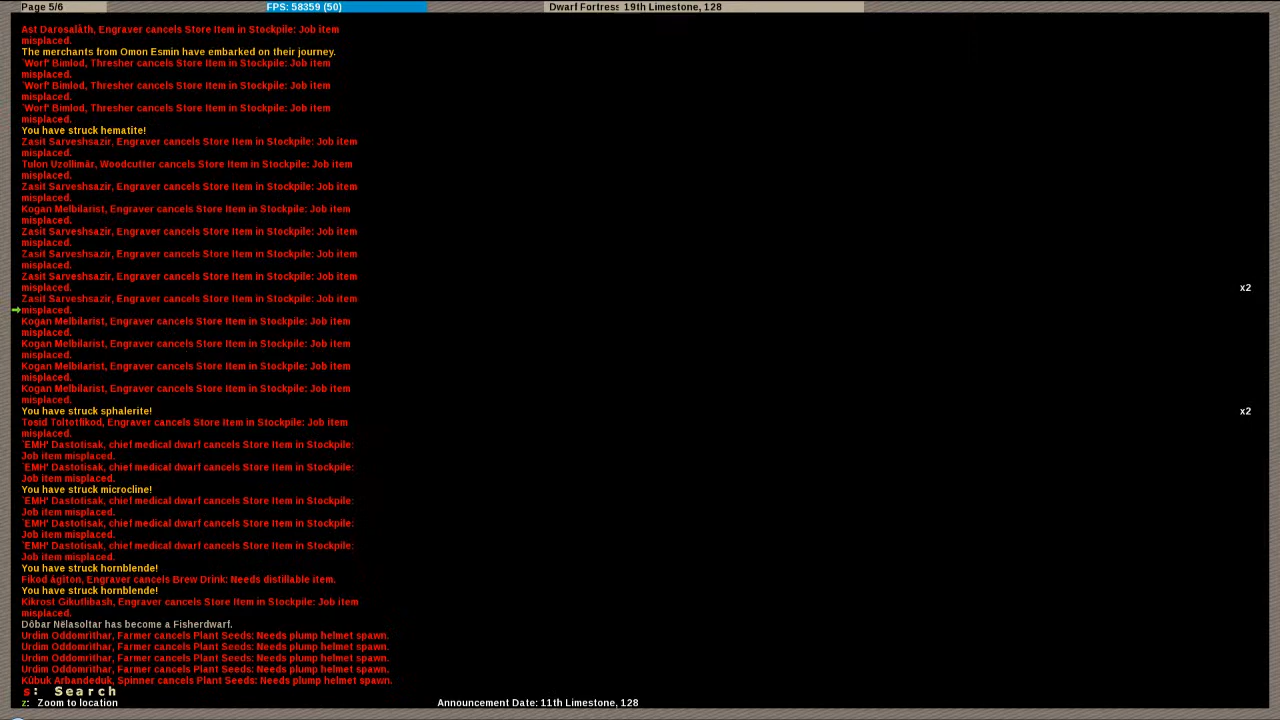 Page 5/6 FPS: 58359 (50) Dwarf Fortress 19th Limestone, 128
Ast Darosalàth, Engraver cancels Store Item in Stockpile: Job item
misplaced.
The merchants from Omon Esmin have embarked on their journey.
`Worf' Bimlod, Thresher cancels Store Item in Stockpile: Job item
misplaced.
`Worf' Bimlod, Thresher cancels Store Item in Stockpile: Job item
misplaced.
`Worf' Bimlod, Thresher cancels Store Item in Stockpile: Job item
misplaced.
You have struck hematite!
Zasit Sarveshsazir, Engraver cancels Store Item in Stockpile: Job item
misplaced.
Tulon Uzollimâr, Woodcutter cancels Store Item in Stockpile: Job item
misplaced.
Zasit Sarveshsazir, Engraver cancels Store Item in Stockpile: Job item
misplaced.
Kogan Melbilarist, Engraver cancels Store Item in Stockpile: Job item
misplaced.
Zasit Sarveshsazir, Engraver cancels Store Item in Stockpile: Job item
misplaced.
Zasit Sarveshsazir, Engraver cancels Store Item in Stockpile: Job item
misplaced.
Zasit Sarveshsazir, Engraver cancels Store Item in Stockpile: Job item
misplaced. x2
Zasit Sarveshsazir, Engraver cancels Store Item in Stockpile: Job item
misplaced.
Kogan Melbilarist, Engraver cancels Store Item in Stockpile: Job item
misplaced.
Kogan Melbilarist, Engraver cancels Store Item in Stockpile: Job item
misplaced.
Kogan Melbilarist, Engraver cancels Store Item in Stockpile: Job item
misplaced.
Kogan Melbilarist, Engraver cancels Store Item in Stockpile: Job item
misplaced.
You have struck sphalerite! x2
Tosid Toltotfikod, Engraver cancels Store Item in Stockpile: Job item
misplaced.
`EMH' Dastotisak, chief medical dwarf cancels Store Item in Stockpile:
Job item misplaced.
`EMH' Dastotisak, chief medical dwarf cancels Store Item in Stockpile:
Job item misplaced.
You have struck microcline!
`EMH' Dastotisak, chief medical dwarf cancels Store Item in Stockpile:
Job item misplaced.
`EMH' Dastotisak, chief medical dwarf cancels Store Item in Stockpile:
Job item misplaced.
`EMH' Dastotisak, chief medical dwarf cancels Store Item in Stockpile:
Job item misplaced.
You have struck hornblende!
Fikod ágiton, Engraver cancels Brew Drink: Needs distillable item.
You have struck hornblende!
Kikrost Gikutlibash, Engraver cancels Store Item in Stockpile: Job item
misplaced.
Dôbar Nëlasoltar has become a Fisherdwarf.
Urdim Oddomrìthar, Farmer cancels Plant Seeds: Needs plump helmet spawn.
Urdim Oddomrìthar, Farmer cancels Plant Seeds: Needs plump helmet spawn.
Urdim Oddomrìthar, Farmer cancels Plant Seeds: Needs plump helmet spawn.
Urdim Oddomrìthar, Farmer cancels Plant Seeds: Needs plump helmet spawn.
Kûbuk Arbandeduk, Spinner cancels Plant Seeds: Needs plump helmet spawn.
s: Search
z: Zoom to location Announcement Date: 11th Limestone, 128